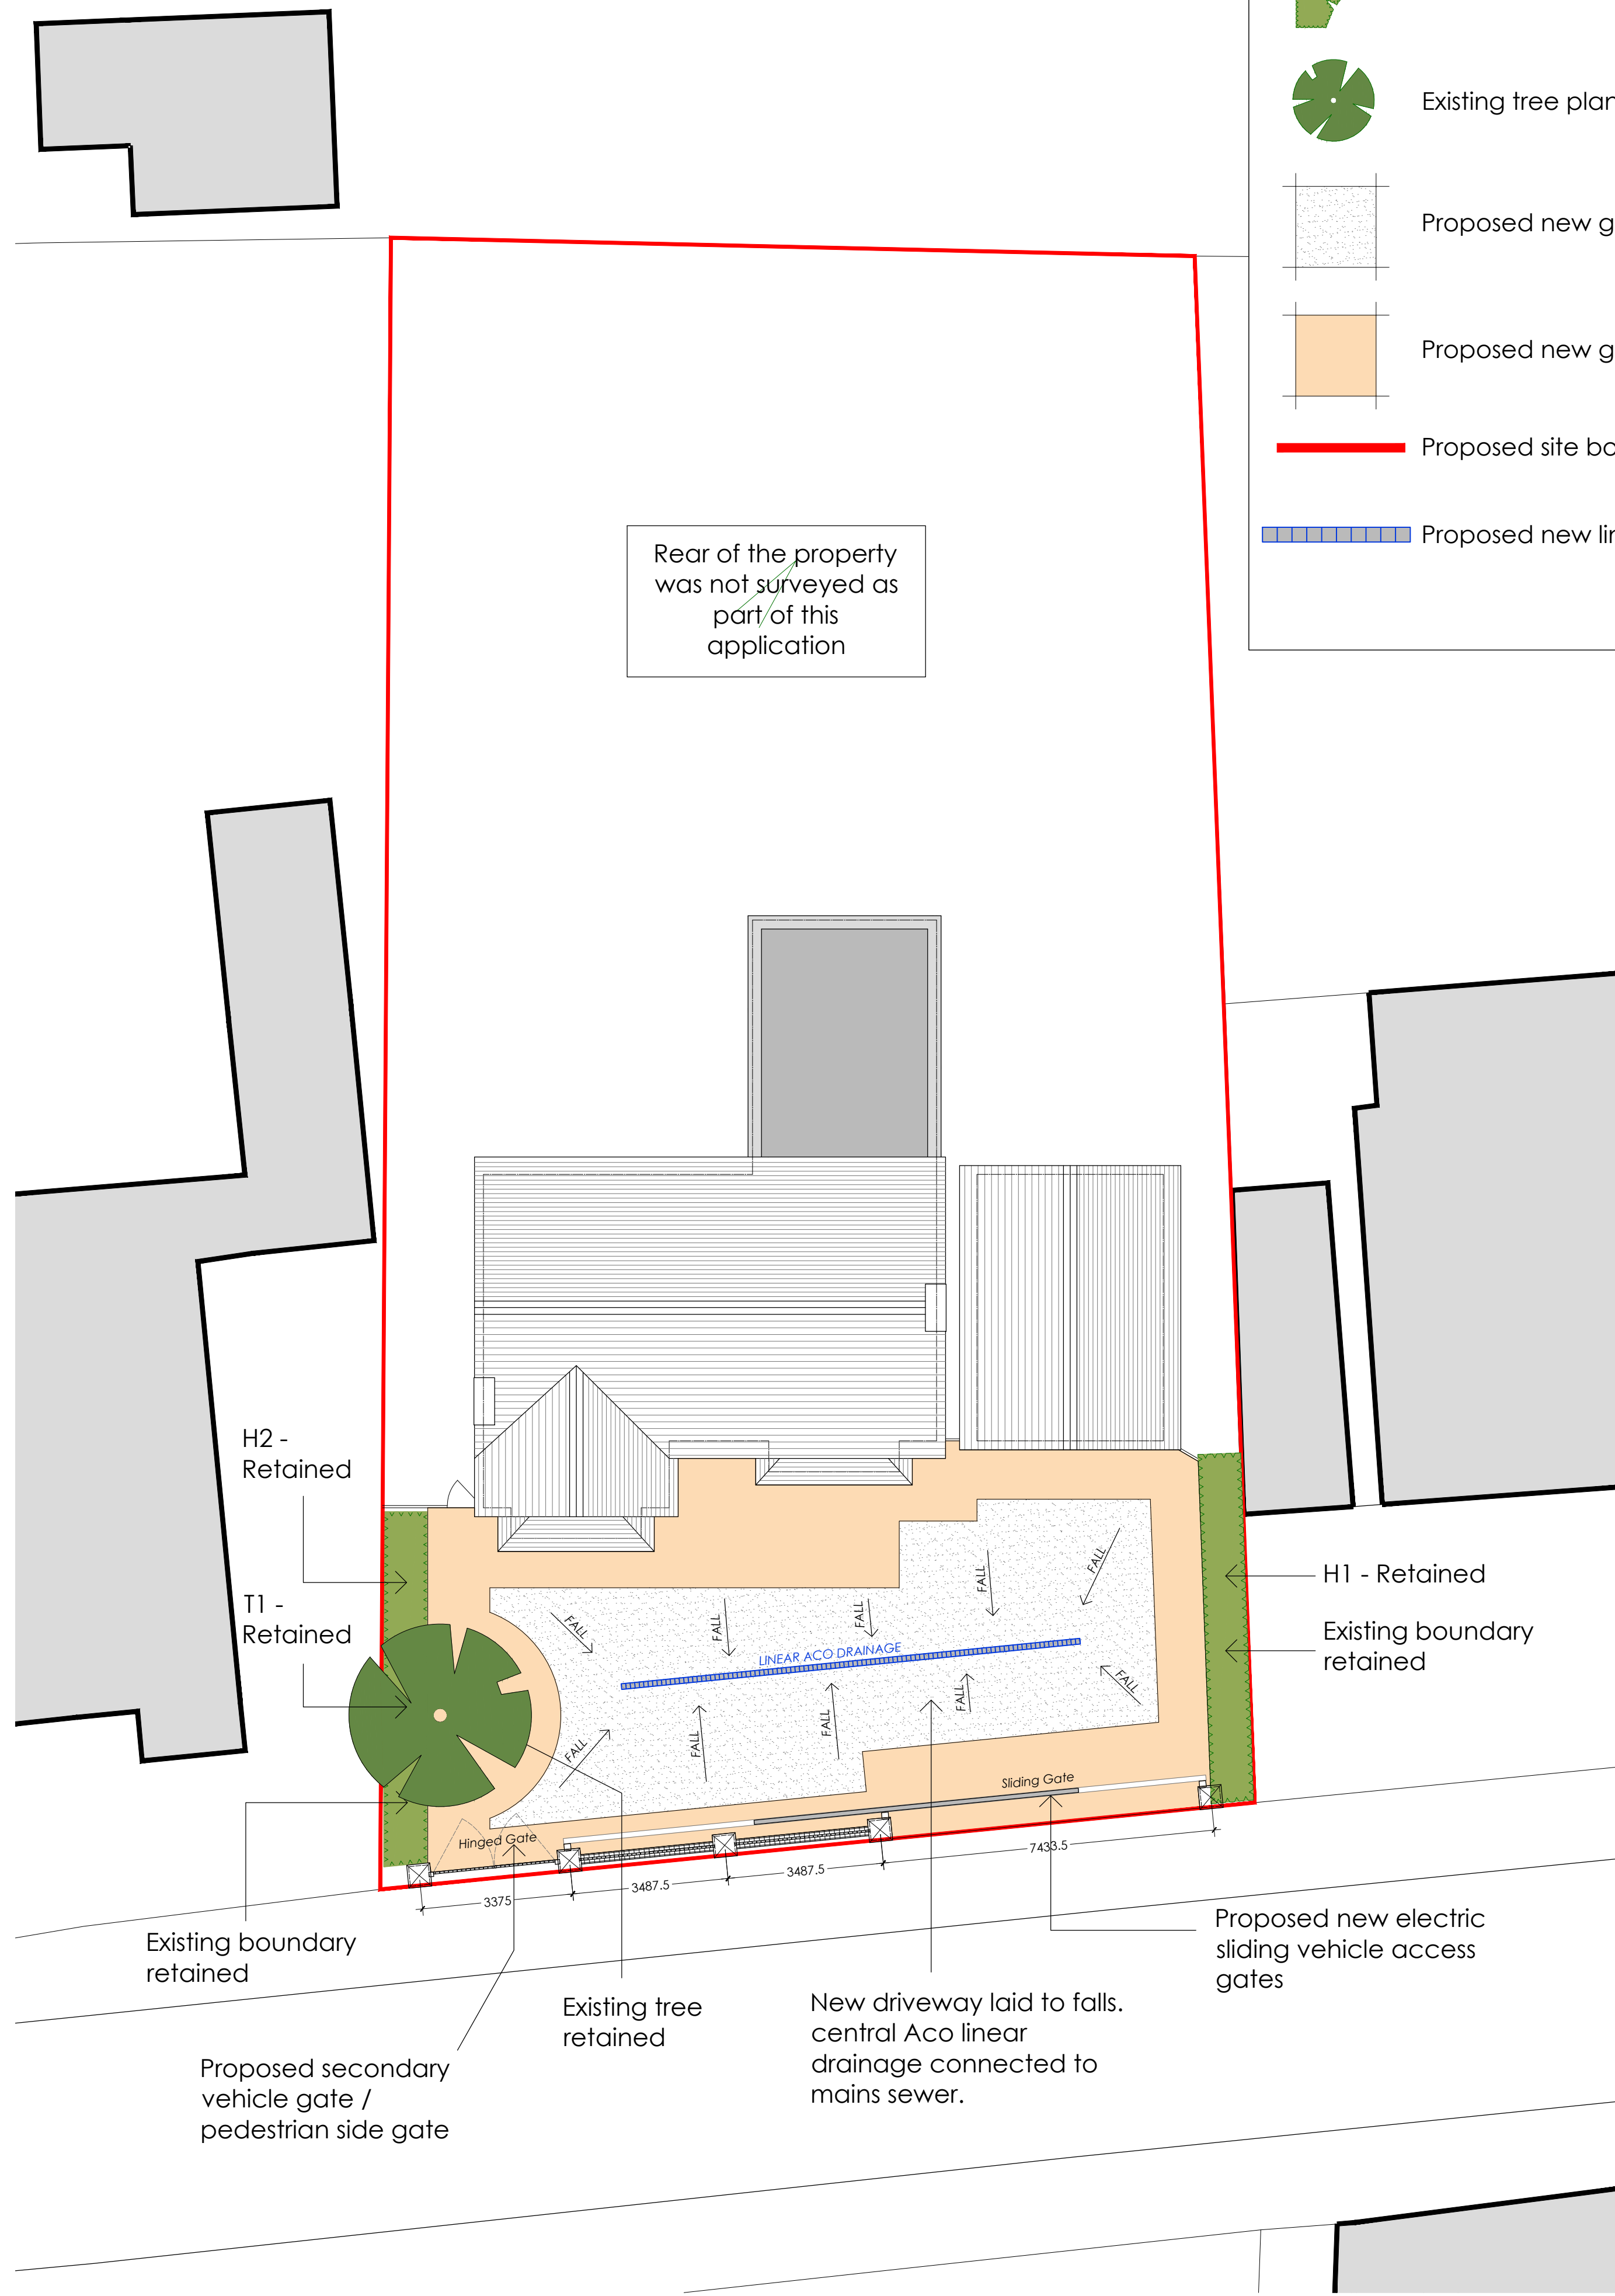 Existing tree plan
Proposed new g
Proposed new g
Proposed site bo
Proposed new lin
Rear of the property
was not surveyed as
part of this
application
H2 -
Retained
T1 -
Retained
H1 - Retained
Existing boundary
retained
FALL
FALL
FALL
FALL
FALL
LINEAR ACO DRAINAGE
FALL
FALL
FALL
FALL
FALL
Sliding Gate
Hinged Gate
7433.5
3487.5
3487.5
3375
Existing boundary
retained
Proposed new electric
sliding vehicle access
gates
Existing tree
retained
New driveway laid to falls.
central Aco linear
drainage connected to
mains sewer.
Proposed secondary
vehicle gate /
pedestrian side gate